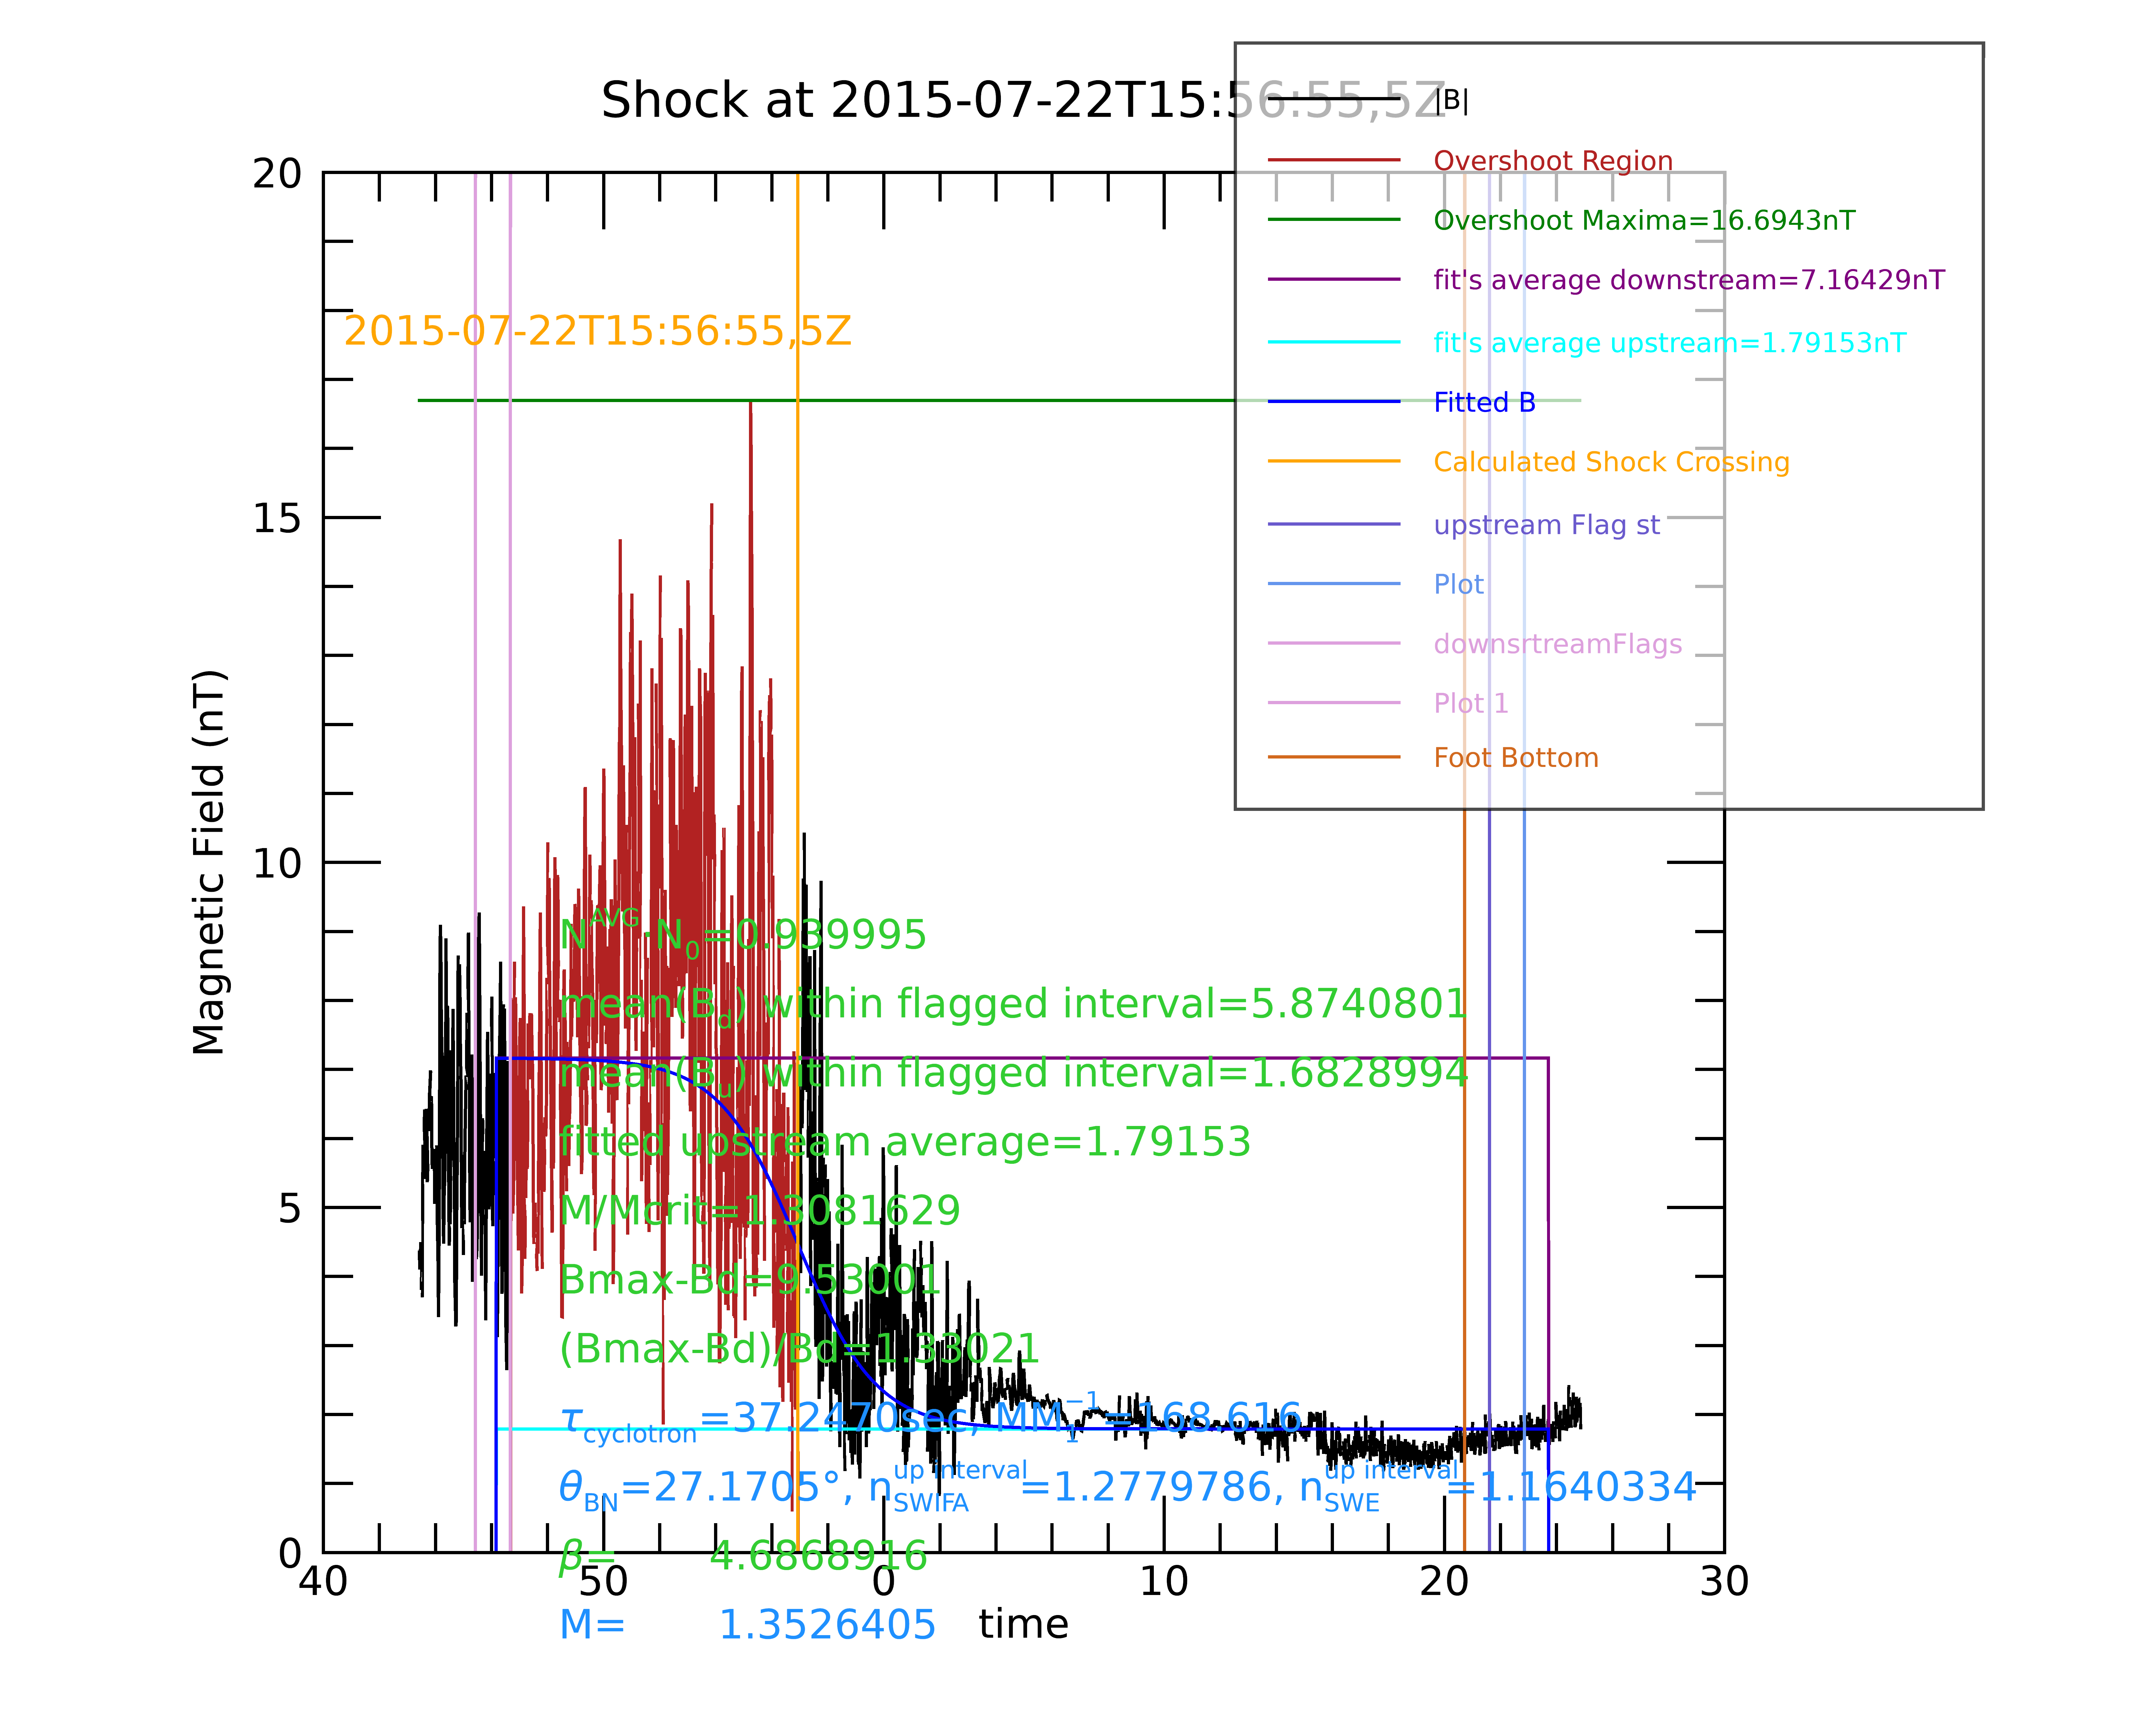 Shock at 2015-07-22T15:56:55,5Z
|B|
Overshoot Region
Overshoot Maxima=16.6943nT
fit's average downstream=7.16429nT
fit's average upstream=1.79153nT
Fitted B
Calculated Shock Crossing
upstream Flag st
Plot
downsrtreamFlags
Plot 1
Foot Bottom
2015-07-22T15:56:55,5Z
20
15
10
5
0
Magnetic Field (nT)
N^AVG-N_0=0.939995
mean(B_d) within flagged interval=5.8740801
mean(B_u) within flagged interval=1.6828994
fitted upstream average=1.79153
M/Mcrit=1.3081629
Bmax-Bd=9.53001
(Bmax-Bd)/Bd=1.33021
τ_cyclotron=37.2470sec, MM_1^-1=168.616
θ_BN=27.1705°, n_SWIFA^up interval=1.2779786, n_SWE^up interval=1.1640334
β= 4.6868916
M= 1.3526405
40 50 0 10 20 30
time